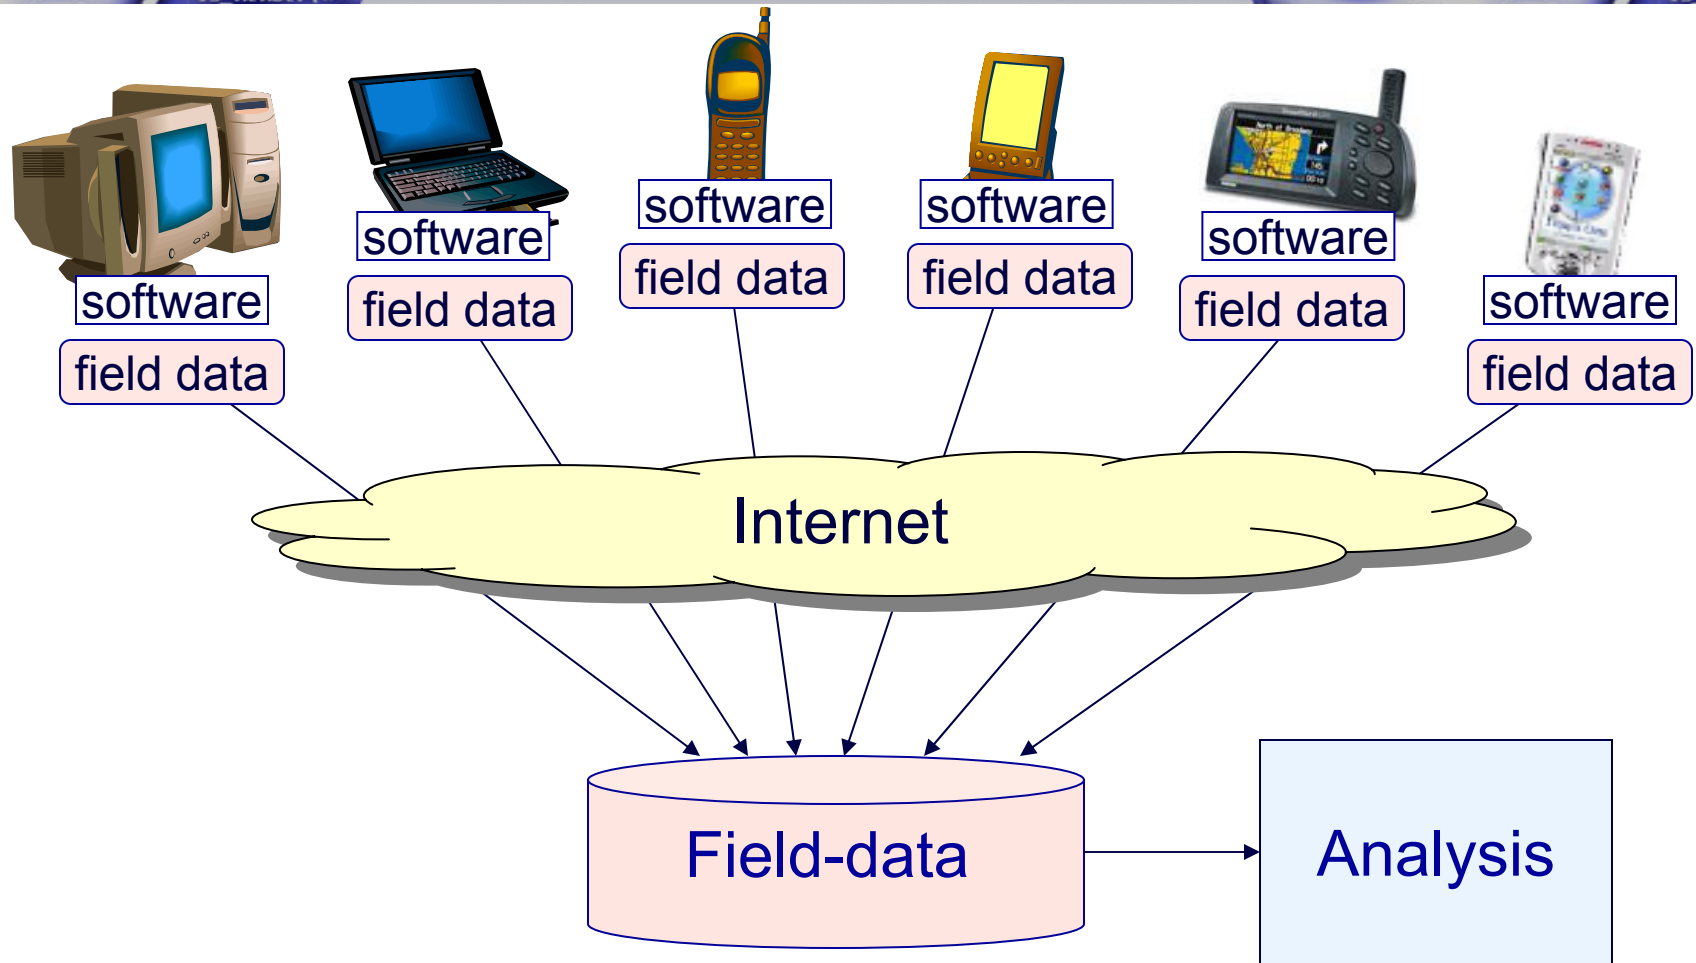 software
software
software
software
software
software
field data
field data
field data
field data
field data
field data
Internet
Field-data
Analysis